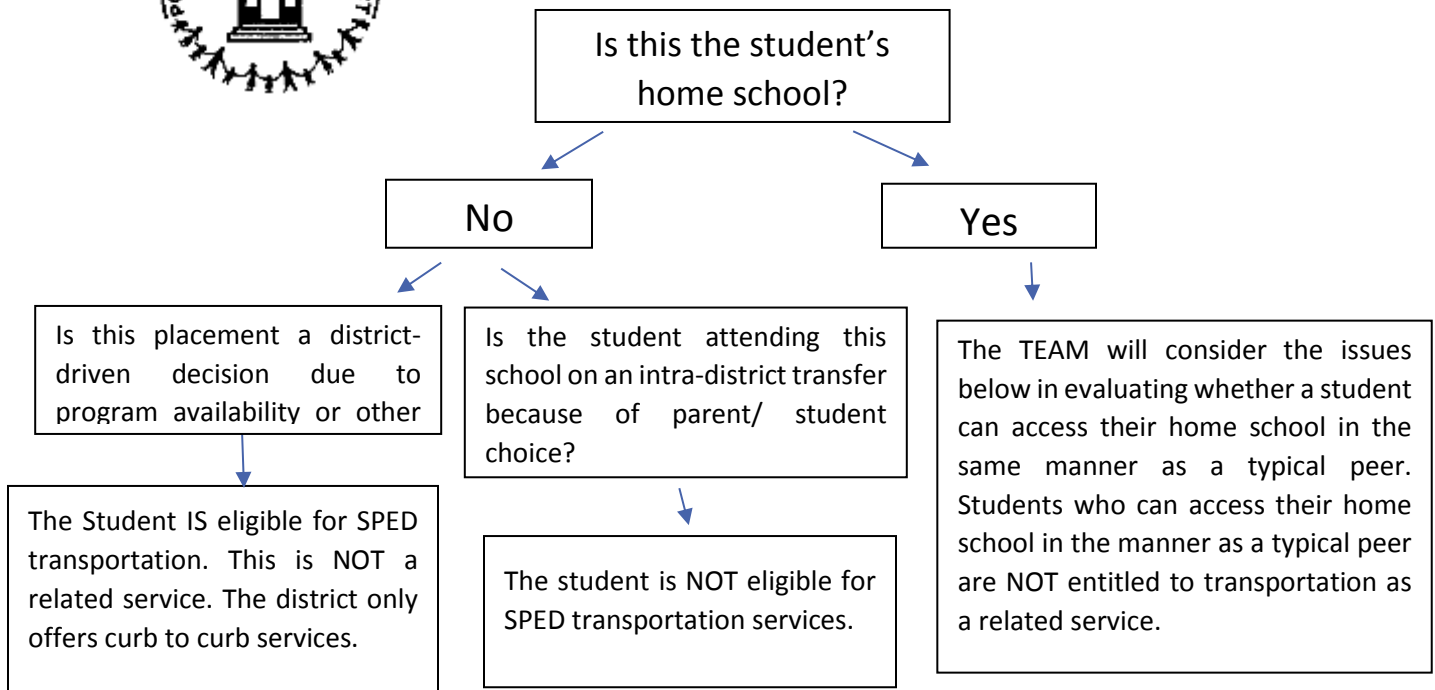 Is this the student’s
home school?
No
Yes
Is this placement a district-
driven decision due to
program availability or other
Is the student attending this
school on an intra-district transfer
because of parent/ student
choice?
The TEAM will consider the issues
below in evaluating whether a student
can access their home school in the
same manner as a typical peer.
Students who can access their home
school in the manner as a typical peer
are NOT entitled to transportation as
a related service.
The Student IS eligible for SPED
transportation. This is NOT a
related service. The district only
offers curb to curb services.
The student is NOT eligible for
SPED transportation services.